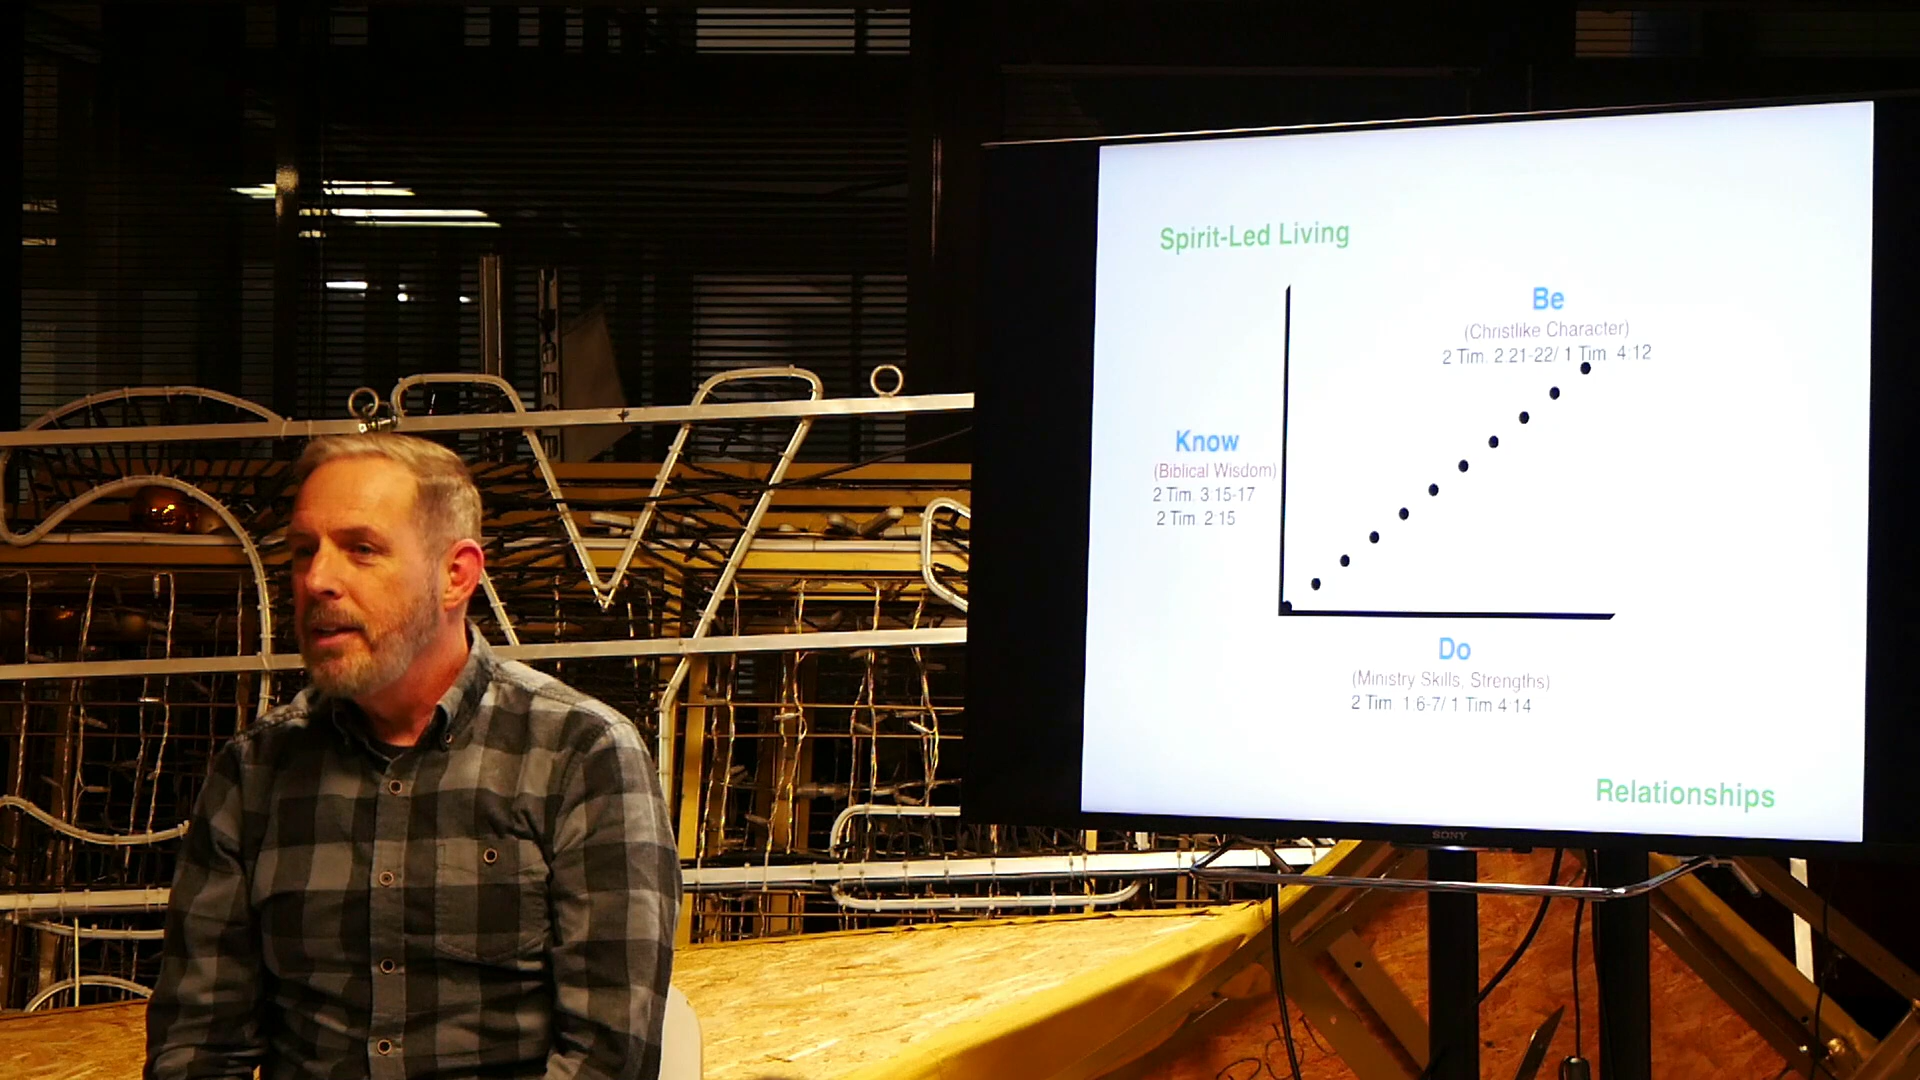 Spirit-Led Living
Be
(Christlike Character)
2 Tim. 2:21-22/ 1 Tim. 4:12
Know
(Biblical Wisdom)
2 Tim. 3:15-17
2 Tim. 2:15
Do
(Ministry Skills, Strengths)
2 Tim. 1:6-7/ 1 Tim 4:14
Relationships
SONY